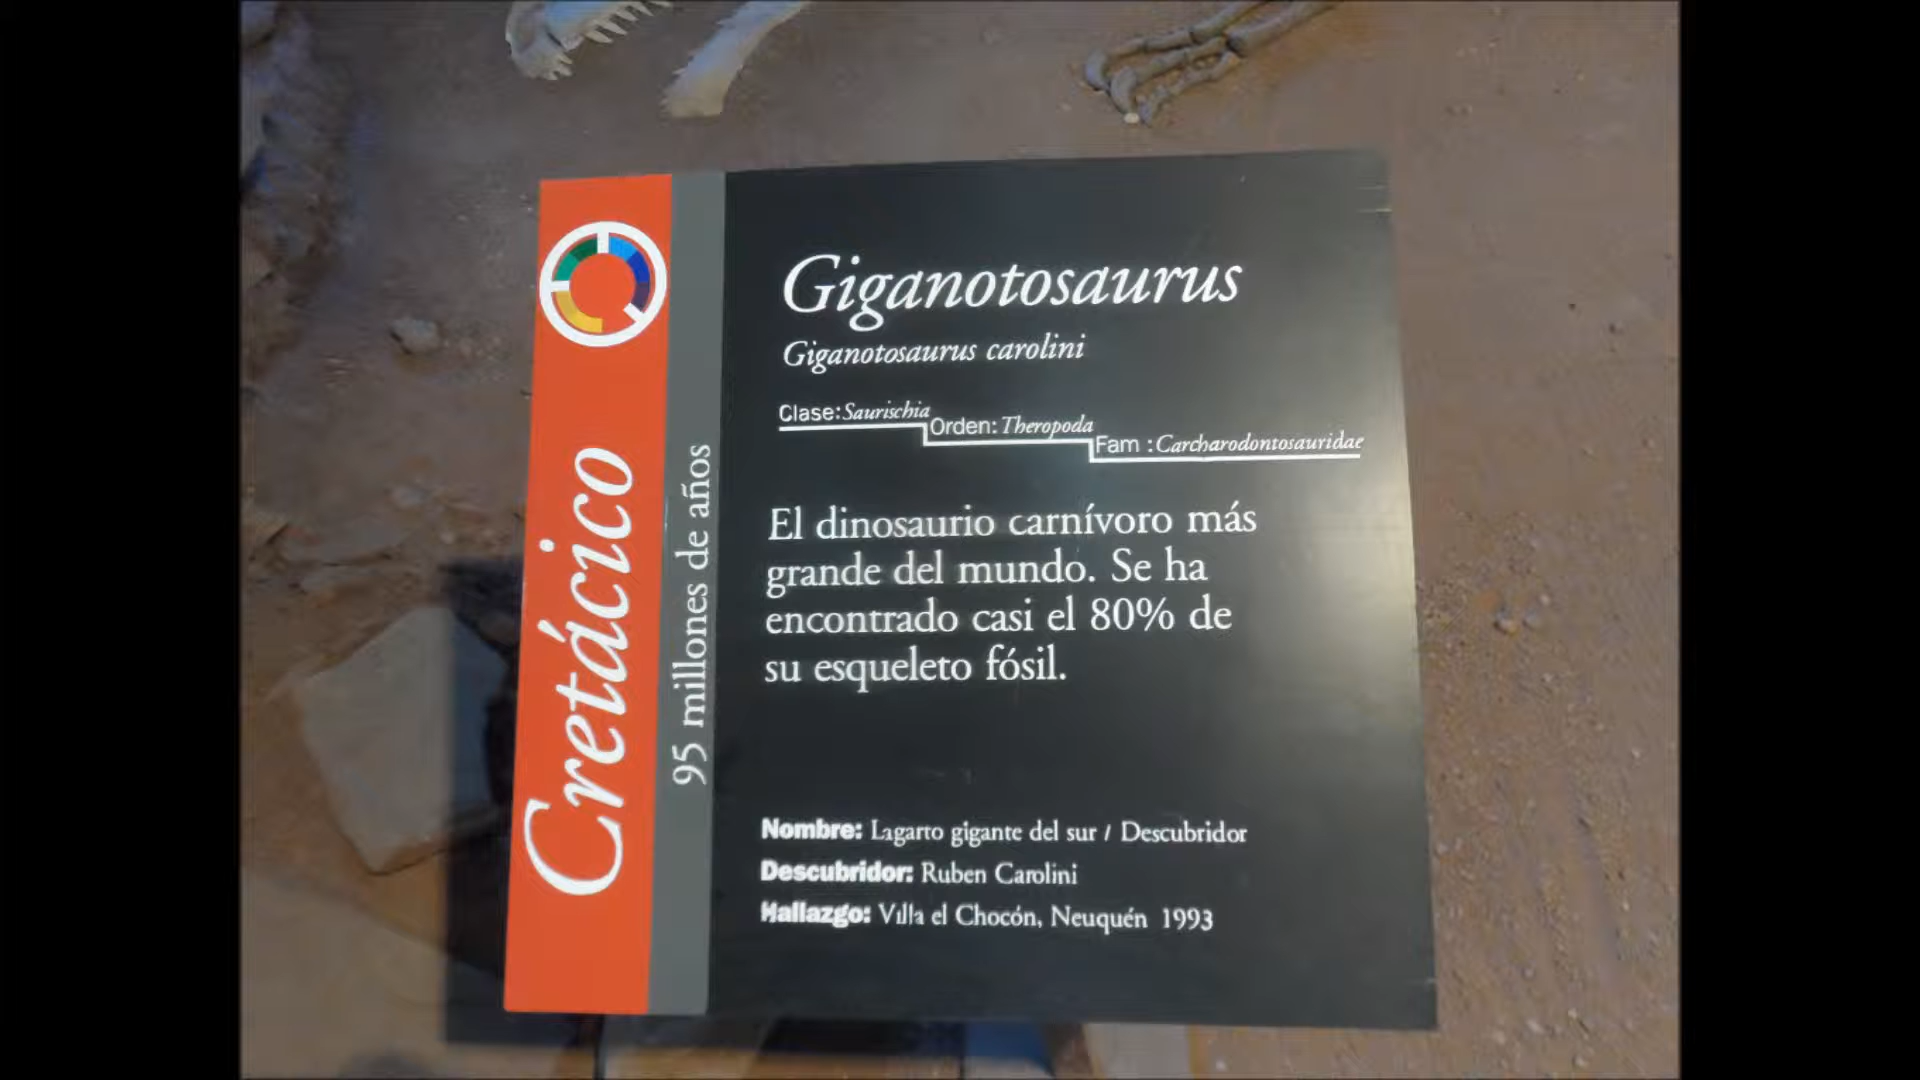 Cretácico
95 millones de años
Giganotosaurus
Giganotosaurus carolini
Clase: Saurischia
Orden: Theropoda
Fam : Carcharodontosauridae
El dinosaurio carnívoro más
grande del mundo. Se ha
encontrado casi el 80% de
su esqueleto fósil.
Nombre: Lagarto gigante del sur / Descubridor
Descubridor: Ruben Carolini
Hallazgo: Villa el Chocón, Neuquén 1993